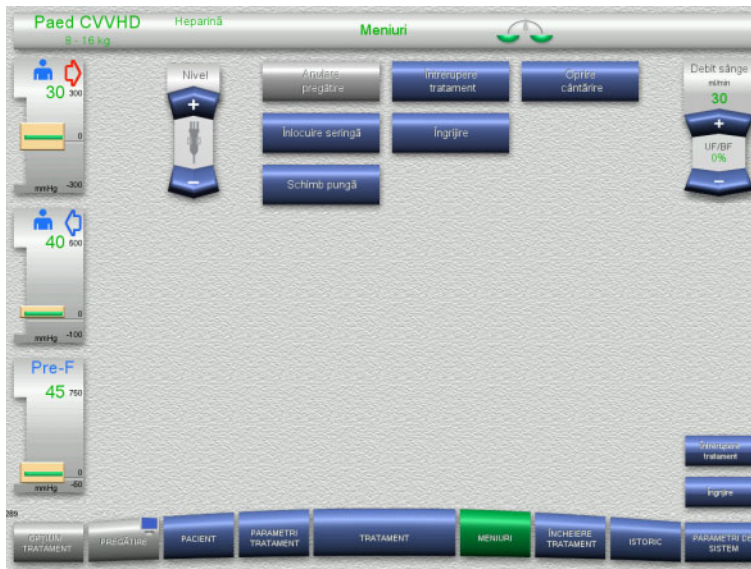 Paed CVVHD
Heparină
8 - 16 kg
Meniuri
30
300
0
mmHg
-300
40
500
0
mmHg
-100
Pre-F
45
750
0
mmHg
-50
Nivel
+
–
Anulare
pregătire
Întrerupere
tratament
Oprire
cântărire
Înlocuire seringă
Îngrijire
Schimb pungă
Debit sânge
ml/min
30
+
UF/BF
0%
–
Întrerupere
tratament
Îngrijire
289
OPȚIUNI
TRATAMENT
PREGĂTIRE
PACIENT
PARAMETRI
TRATAMENT
TRATAMENT
MENIURI
ÎNCHEIERE
TRATAMENT
ISTORIC
PARAMETRI DE
SISTEM